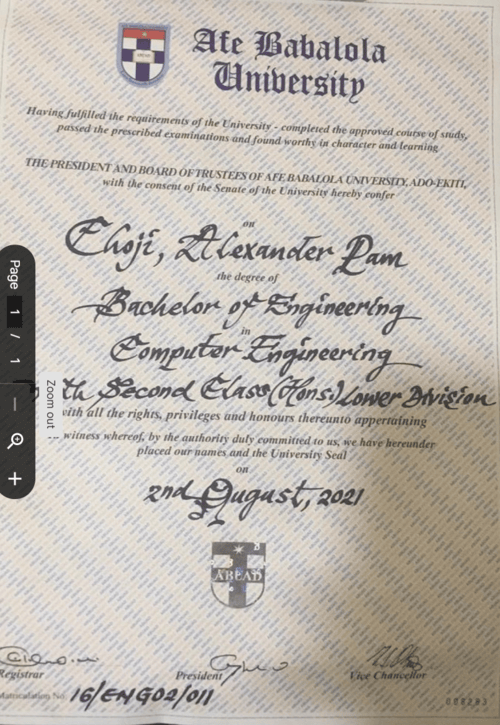 Afe Babalola
University
Having fulfilled the requirements of the University - completed the approved course of study,
passed the prescribed examinations and found worthy in character and learning
THE PRESIDENT AND BOARD OF TRUSTEES OF AFE BABALOLA UNIVERSITY, ADO-EKITI,
with the consent of the Senate of the University hereby confer
on
Choji, Alexander Pam
the degree of
Bachelor of Engineering
in
Computer Engineering
Second Class (Hons) Lower Division
with all the rights, privileges and honours thereunto appertaining
witness whereof, by the authority duly committed to us, we have hereunder
placed our names and the University Seal
on
2nd August, 2021
ABUAD
Registrar
President
Vice Chancellor
Matriculation No. 16/ENG02/011
Page 1 / 1
Zoom out